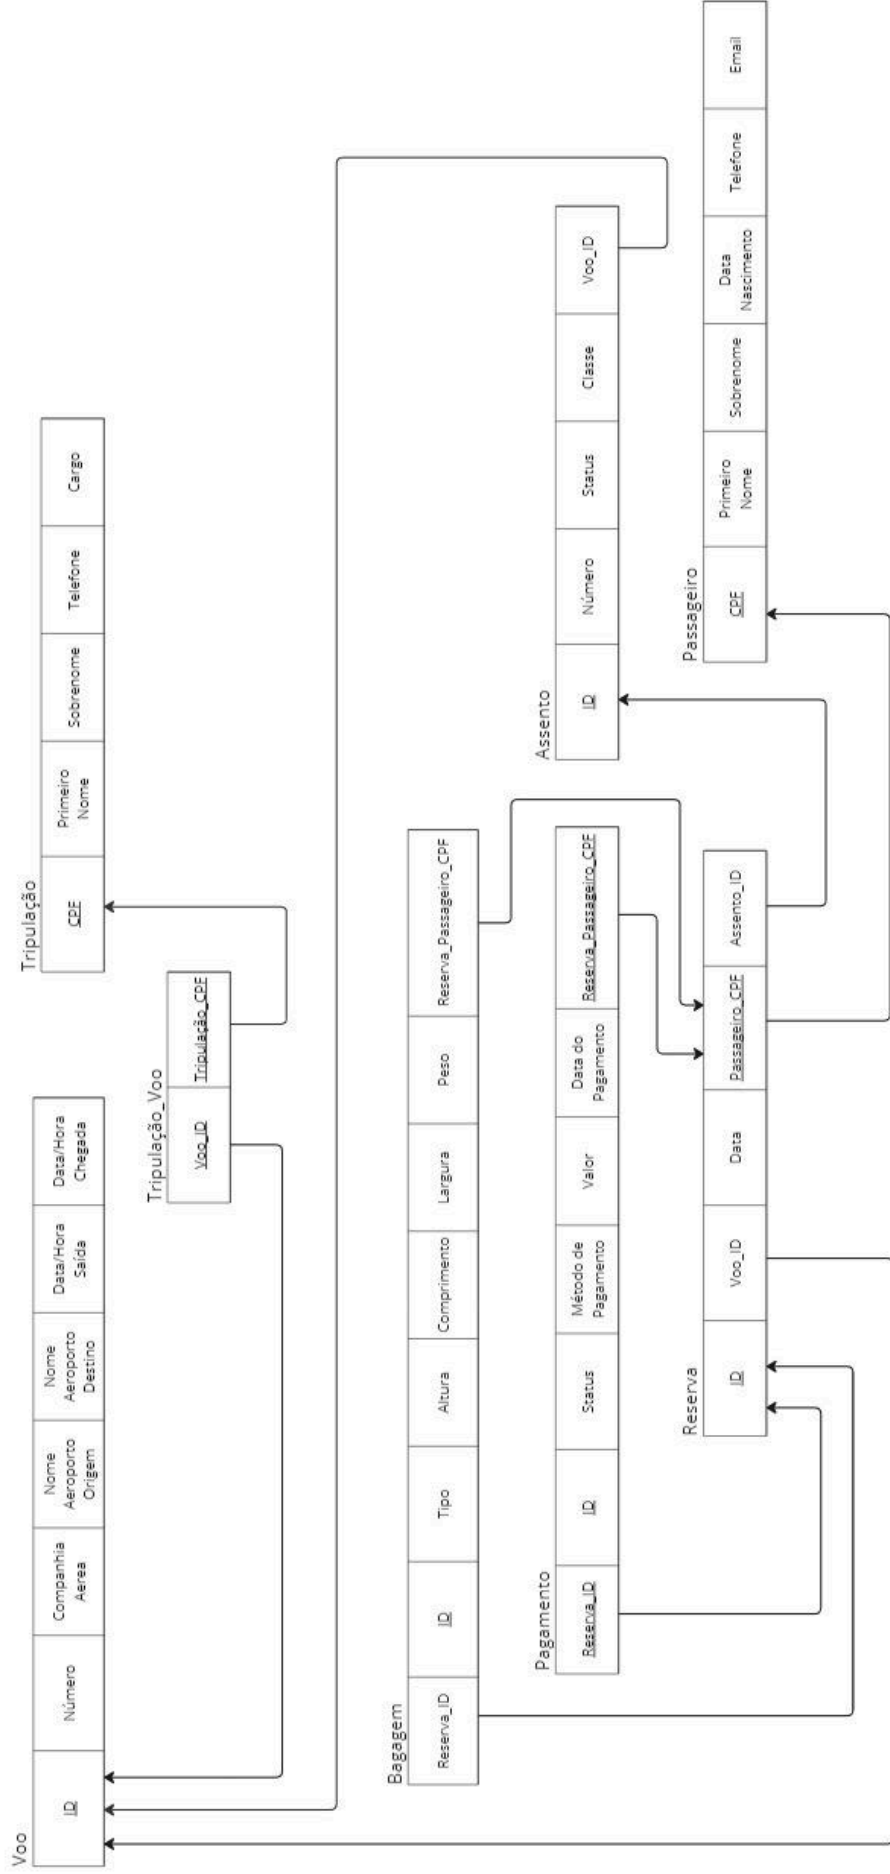 Voo
ID
Número
Companhia
Aerea
Nome
Aeroporto
Origem
Nome
Aeroporto
Destino
Data/Hora
Saída
Data/Hora
Chegada
Tripulação
CPF
Primeiro
Nome
Sobrenome
Telefone
Cargo
Tripulação_Voo
Voo_ID
Tripulação_CPF
Bagagem
Reserva_ID
ID
Tipo
Altura
Comprimento
Largura
Peso
Reserva_Passageiro_CPF
Pagamento
Reserva_ID
ID
Status
Método de
Pagamento
Valor
Data do
Pagamento
Reserva_Passageiro_CPF
Assento
ID
Número
Status
Classe
Voo_ID
Reserva
ID
Voo_ID
Data
Passageiro_CPF
Assento_ID
Passageiro
CPF
Primeiro
Nome
Sobrenome
Data
Nascimento
Telefone
Email